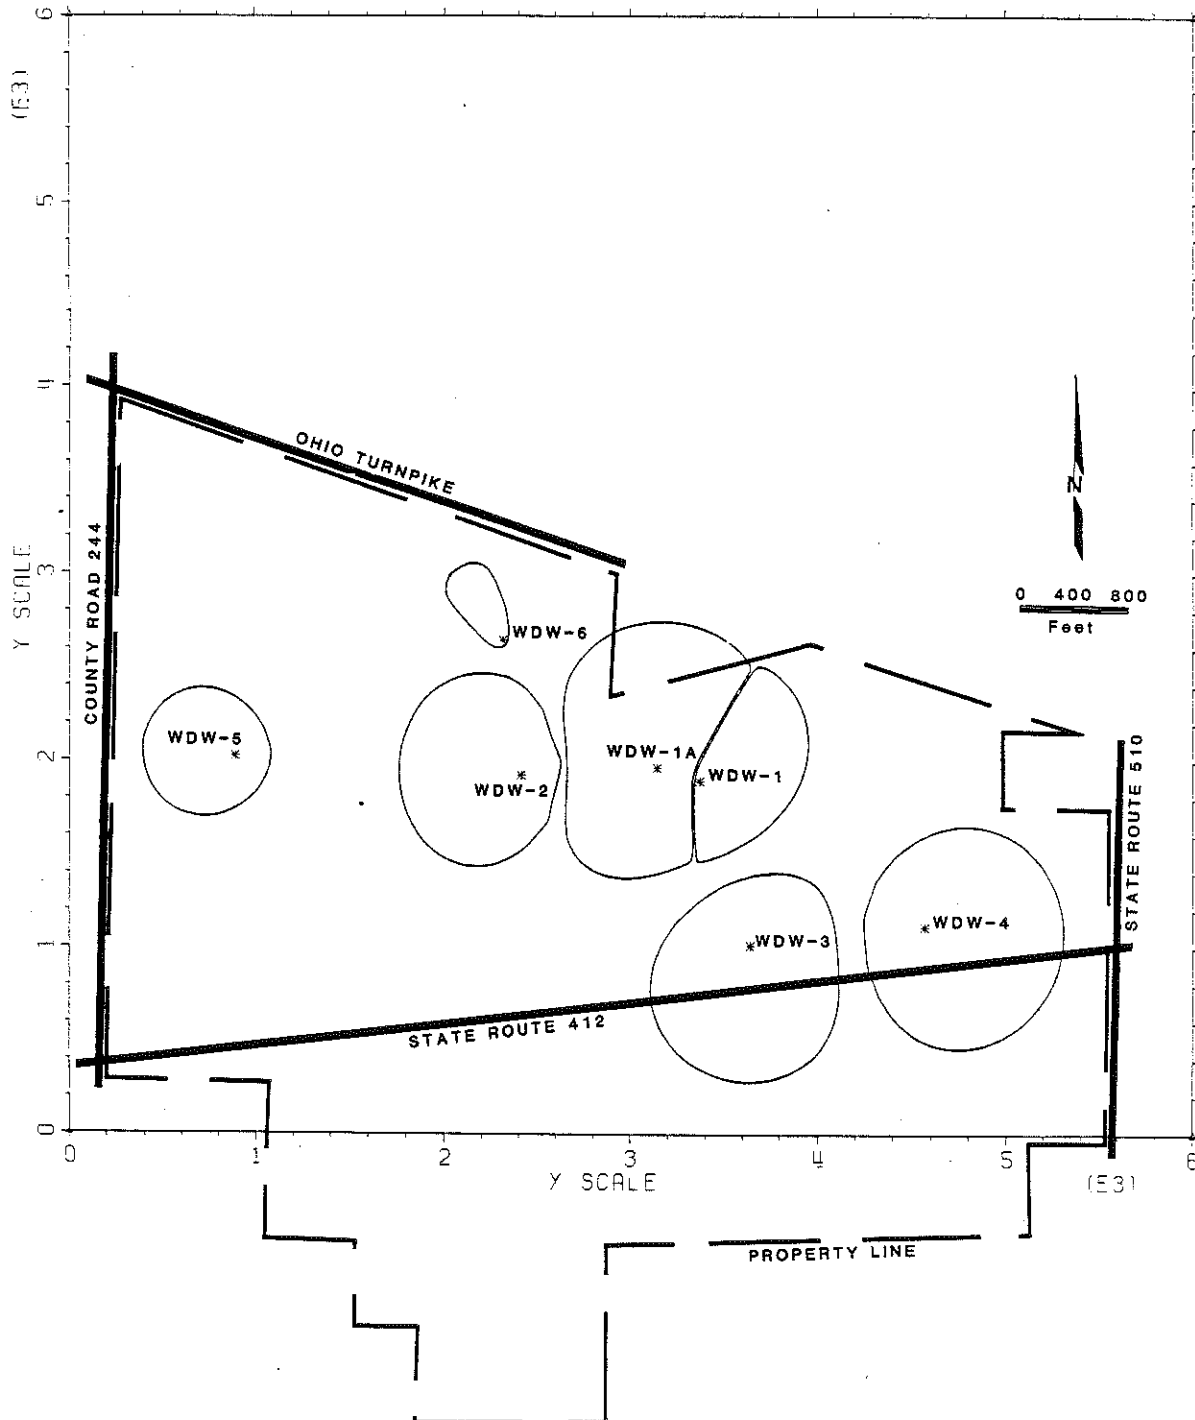 6
(E3)
5
4
OHIO TURNPIKE
COUNTY ROAD 244
Y SCALE
3
N
0 400 800
Feet
WDW-6
WDW-5
2
WDW-2
WDW-1A
WDW-1
STATE ROUTE 510
WDW-3
WDW-4
1
STATE ROUTE 412
0
0 1 2 3 4 5 6
Y SCALE
(E3)
PROPERTY LINE